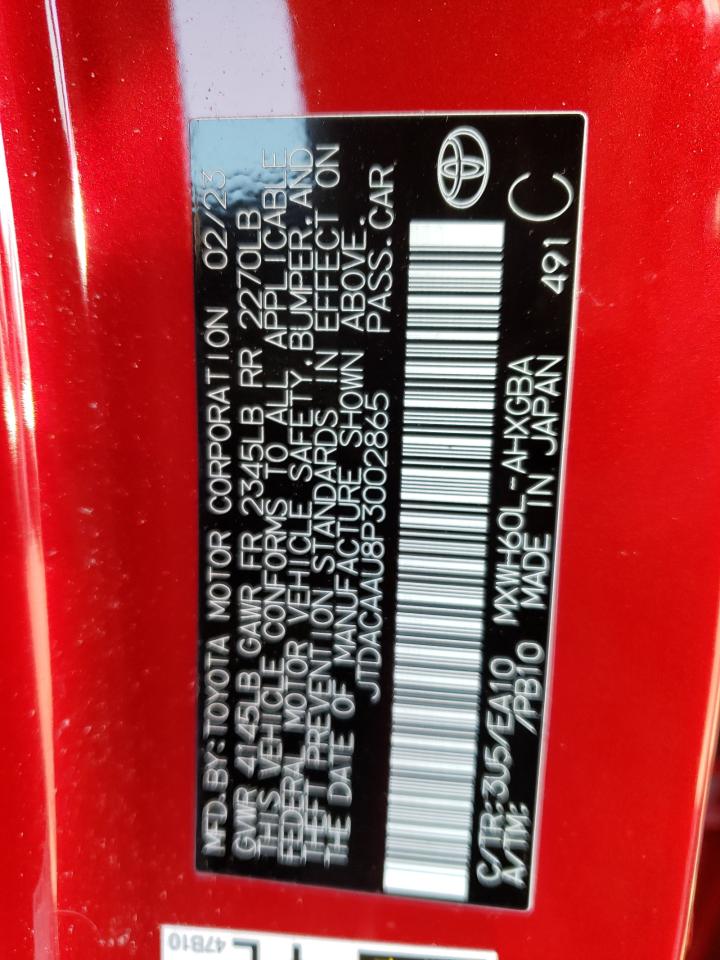 MFD.BY:TOYOTA MOTOR CORPORATION 02/23
GVWR 4145LB GAWR FR 2345LB RR 2270LB
THIS VEHICLE CONFORMS TO ALL APPLICABLE
FEDERAL MOTOR VEHICLE SAFETY,BUMPER,AND
THEFT PREVENTION STANDARDS IN EFFECT ON
THE DATE OF MANUFACTURE SHOWN ABOVE.
JTDACAAU8P3002865 PASS.CAR
C/TR:3U5/EA10 MXWH60L-AHXGBA 491
A/TM: /PB10 MADE IN JAPAN
C
47B10